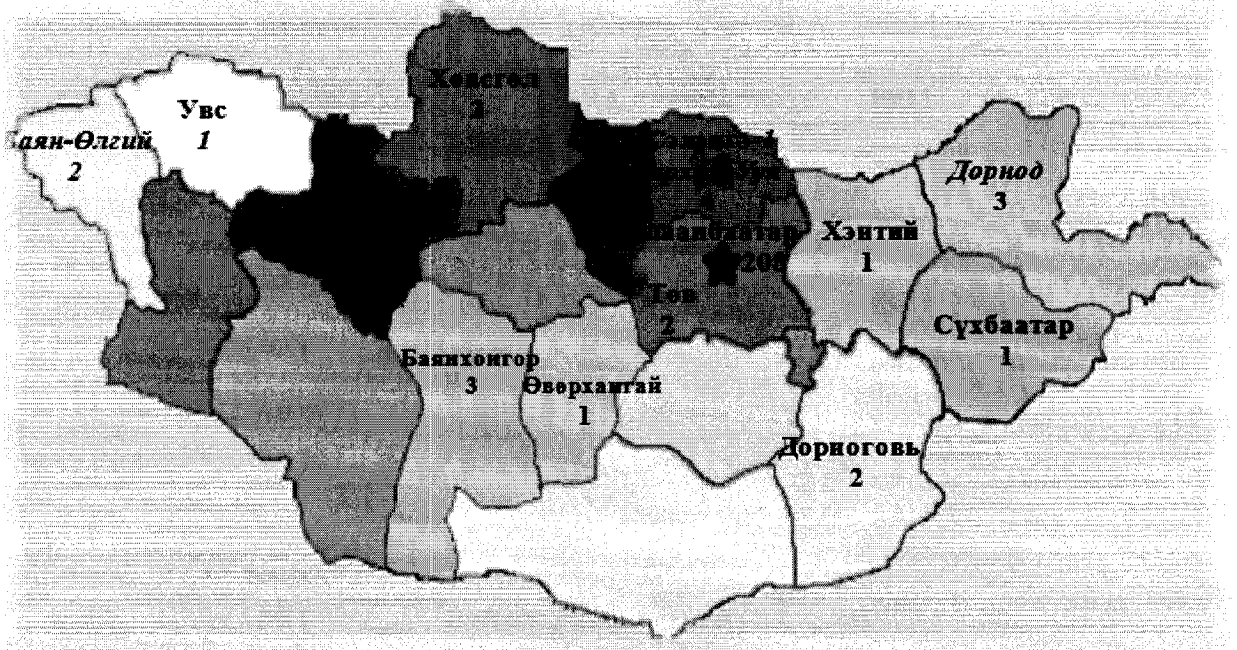 Увс
1
аян-Өлгий
2
Хөвсгөл
Дорнод
3
Хэнтий
1
Сүхбаатар
1
Төв
2
Баянхонгор
3
Өвөрхангай
1
Дорноговь
2